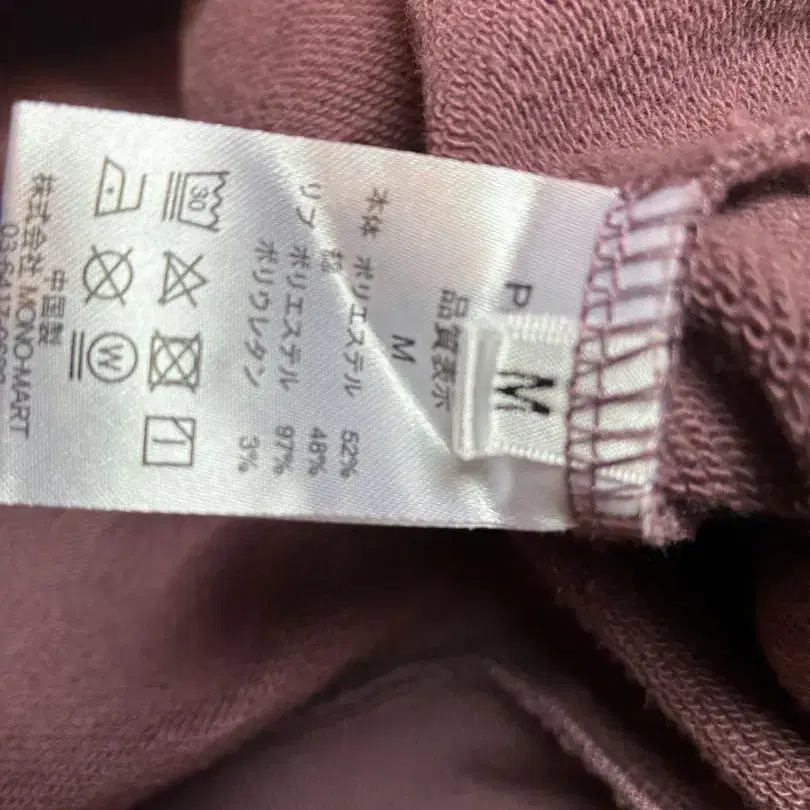 M
品質表示
M
本体 ポリエステル 52%
綿 48%
リブ ポリエステル 97%
ポリウレタン 3%
30
W
中国製
株式会社 MONO-MART